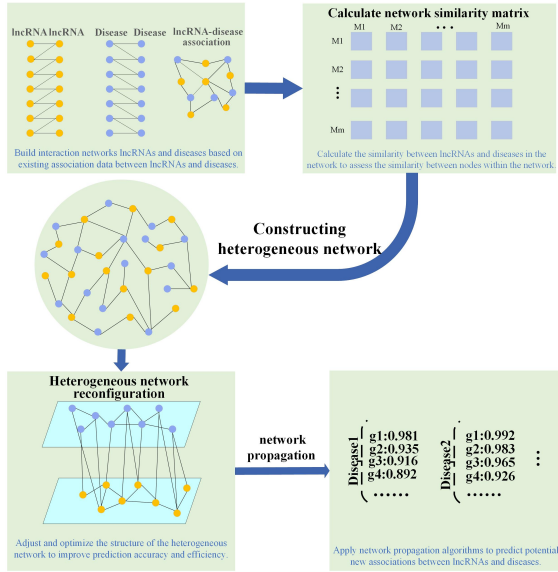 lncRNA lncRNA
Disease Disease
lncRNA-disease
association
Build interaction networks lncRNAs and diseases based on
existing association data between lncRNAs and diseases.
Calculate network similarity matrix
M1 M2 • • • Mm
M1
M2
⋮
Mm
Calculate the similarity between lncRNAs and diseases in the
network to assess the similarity between nodes within the network.
Constructing
heterogeneous network
Heterogeneous network
reconfiguration
Adjust and optimize the structure of the heterogeneous
network to improve prediction accuracy and efficiency.
network
propagation
Disease1
g1:0.981
g2:0.935
g3:0.916
g4:0.892
······
Disease2
g1:0.992
g2:0.983
g3:0.965
g4:0.926
······
• • •
Apply network propagation algorithms to predict potential
new associations between lncRNAs and diseases.